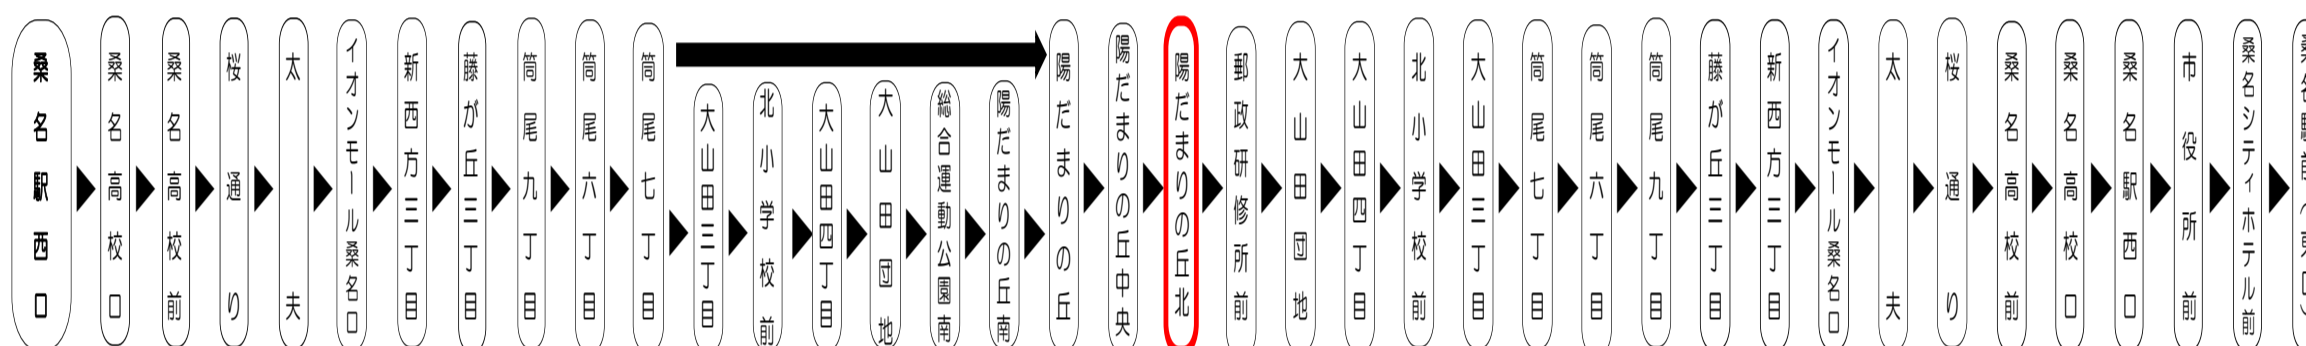 桑名駅西口
桑名高校口
桑名高校前
桜通り
太夫
イオンモール桑名口
新西方三丁目
藤が丘三丁目
筒尾九丁目
筒尾六丁目
筒尾七丁目
大山田三丁目
北小学校前
大山田四丁目
大山田団地
総合運動公園南
陽だまりの丘南
陽だまりの丘
陽だまりの丘中央
陽だまりの丘北
郵政研修所前
大山田団地
大山田四丁目
北小学校前
大山田三丁目
筒尾七丁目
筒尾六丁目
筒尾九丁目
藤が丘三丁目
新西方三丁目
イオンモール桑名口
太夫
桜通り
桑名高校前
桑名高校口
桑名駅西口
市役所前
桑名シティホテル前
桑名駅前(東口)